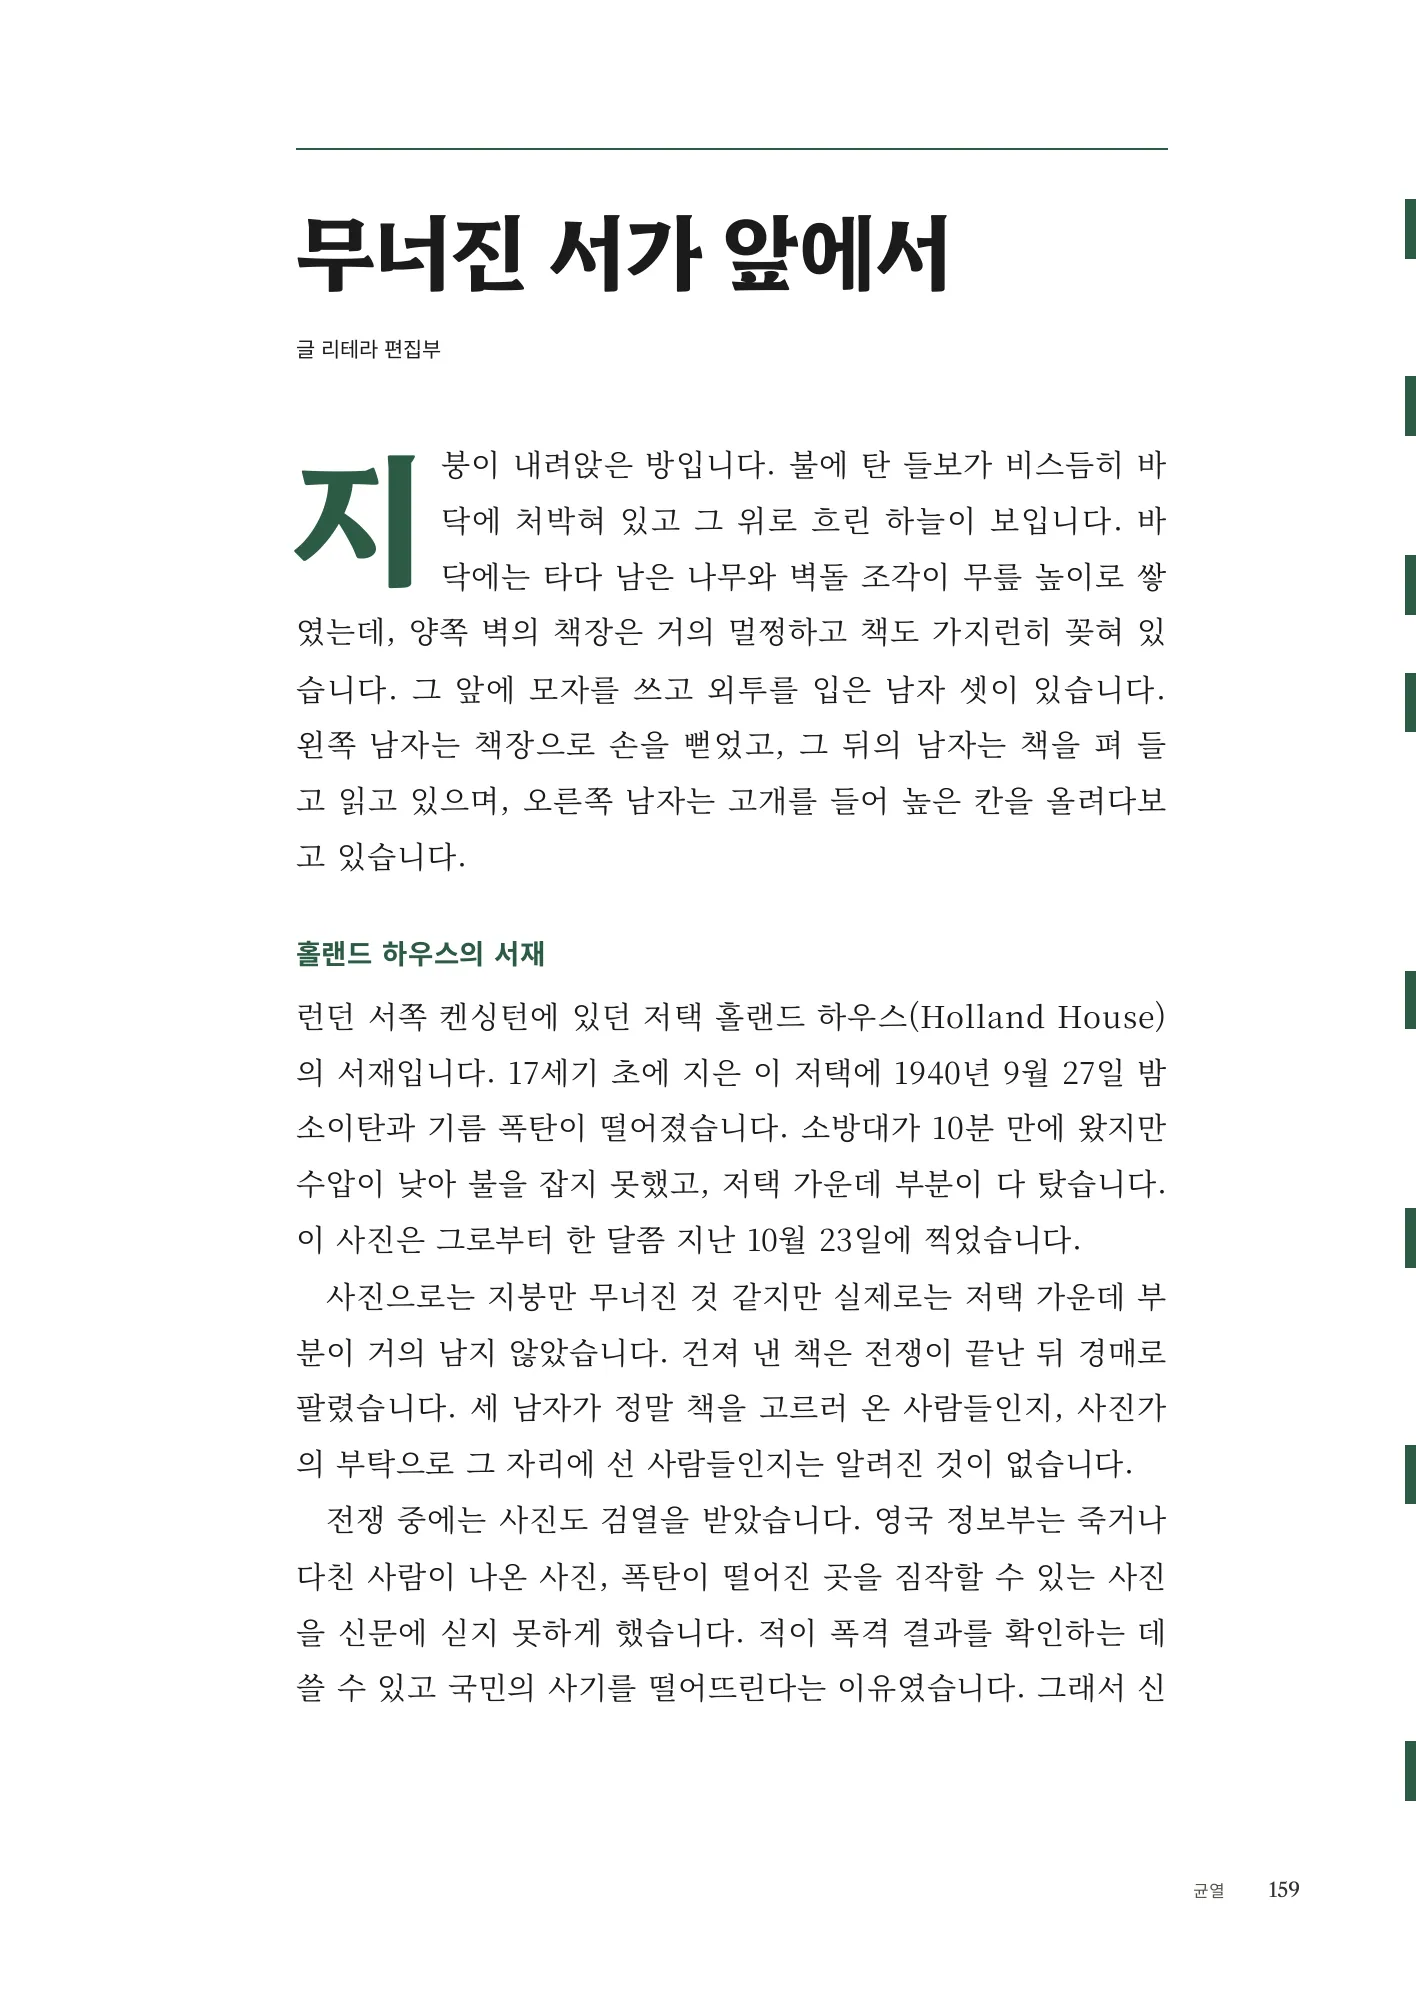 무너진 서가 앞에서
글 리테라 편집부
지붕이 내려앉은 방입니다. 불에 탄 들보가 비스듬히 바
닥에 처박혀 있고 그 위로 흐린 하늘이 보입니다. 바
닥에는 타다 남은 나무와 벽돌 조각이 무릎 높이로 쌓
였는데, 양쪽 벽의 책장은 거의 멀쩡하고 책도 가지런히 꽂혀 있
습니다. 그 앞에 모자를 쓰고 외투를 입은 남자 셋이 있습니다.
왼쪽 남자는 책장으로 손을 뻗었고, 그 뒤의 남자는 책을 펴 들
고 읽고 있으며, 오른쪽 남자는 고개를 들어 높은 칸을 올려다보
고 있습니다.
홀랜드 하우스의 서재
런던 서쪽 켄싱턴에 있던 저택 홀랜드 하우스(Holland House)
의 서재입니다. 17세기 초에 지은 이 저택에 1940년 9월 27일 밤
소이탄과 기름 폭탄이 떨어졌습니다. 소방대가 10분 만에 왔지만
수압이 낮아 불을 잡지 못했고, 저택 가운데 부분이 다 탔습니다.
이 사진은 그로부터 한 달쯤 지난 10월 23일에 찍었습니다.
사진으로는 지붕만 무너진 것 같지만 실제로는 저택 가운데 부
분이 거의 남지 않았습니다. 건져 낸 책은 전쟁이 끝난 뒤 경매로
팔렸습니다. 세 남자가 정말 책을 고르러 온 사람들인지, 사진가
의 부탁으로 그 자리에 선 사람들인지는 알려진 것이 없습니다.
전쟁 중에는 사진도 검열을 받았습니다. 영국 정보부는 죽거나
다친 사람이 나온 사진, 폭탄이 떨어진 곳을 짐작할 수 있는 사진
을 신문에 싣지 못하게 했습니다. 적이 폭격 결과를 확인하는 데
쓸 수 있고 국민의 사기를 떨어뜨린다는 이유였습니다. 그래서 신
균열 159